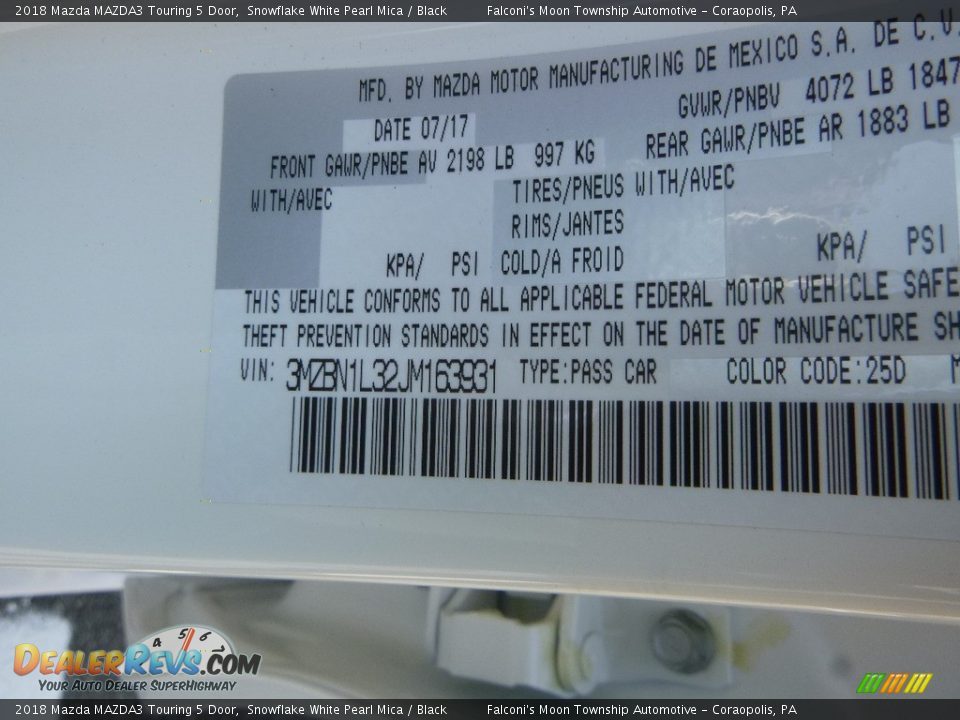 2018 Mazda MAZDA3 Touring 5 Door, Snowflake White Pearl Mica / Black Falconi's Moon Township Automotive - Coraopolis, PA
MFD. BY MAZDA MOTOR MANUFACTURING DE MEXICO S.A. DE C.V.
DATE 07/17 GVWR/PNBV 4072 LB 1847
FRONT GAWR/PNBE AV 2198 LB 997 KG REAR GAWR/PNBE AR 1883 LB
WITH/AVEC TIRES/PNEUS WITH/AVEC
RIMS/JANTES
KPA/ PSI COLD/A FROID KPA/ PSI
THIS VEHICLE CONFORMS TO ALL APPLICABLE FEDERAL MOTOR VEHICLE SAFE
THEFT PREVENTION STANDARDS IN EFFECT ON THE DATE OF MANUFACTURE SH
VIN: 3MZBN1L32JM163931 TYPE:PASS CAR COLOR CODE:25D M
4 5 6
DEALERREVS.COM
YOUR AUTO DEALER SUPERHIGHWAY
2018 Mazda MAZDA3 Touring 5 Door, Snowflake White Pearl Mica / Black Falconi's Moon Township Automotive - Coraopolis, PA